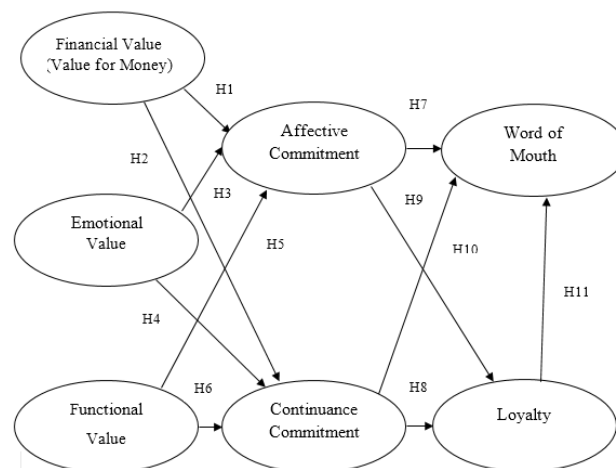 Financial Value
(Value for Money)
H1
H7
Affective
Commitment
Word of
Mouth
H2
H3
H9
Emotional
Value
H5
H10
H11
H4
H6
H8
Functional
Value
Continuance
Commitment
Loyalty